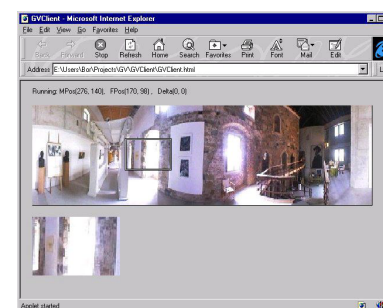 GVClient - Microsoft Internet Explorer
File Edit View Go Favorites Help
Back Forward Stop Refresh Home Search Favorites Print Font Mail Edit
Address E:\Users\Bor\Projects\GV\GVClient\GVClient.html
Running: MPos(276, 140), FPos(170, 98), Delta(0, 0)
Applet started